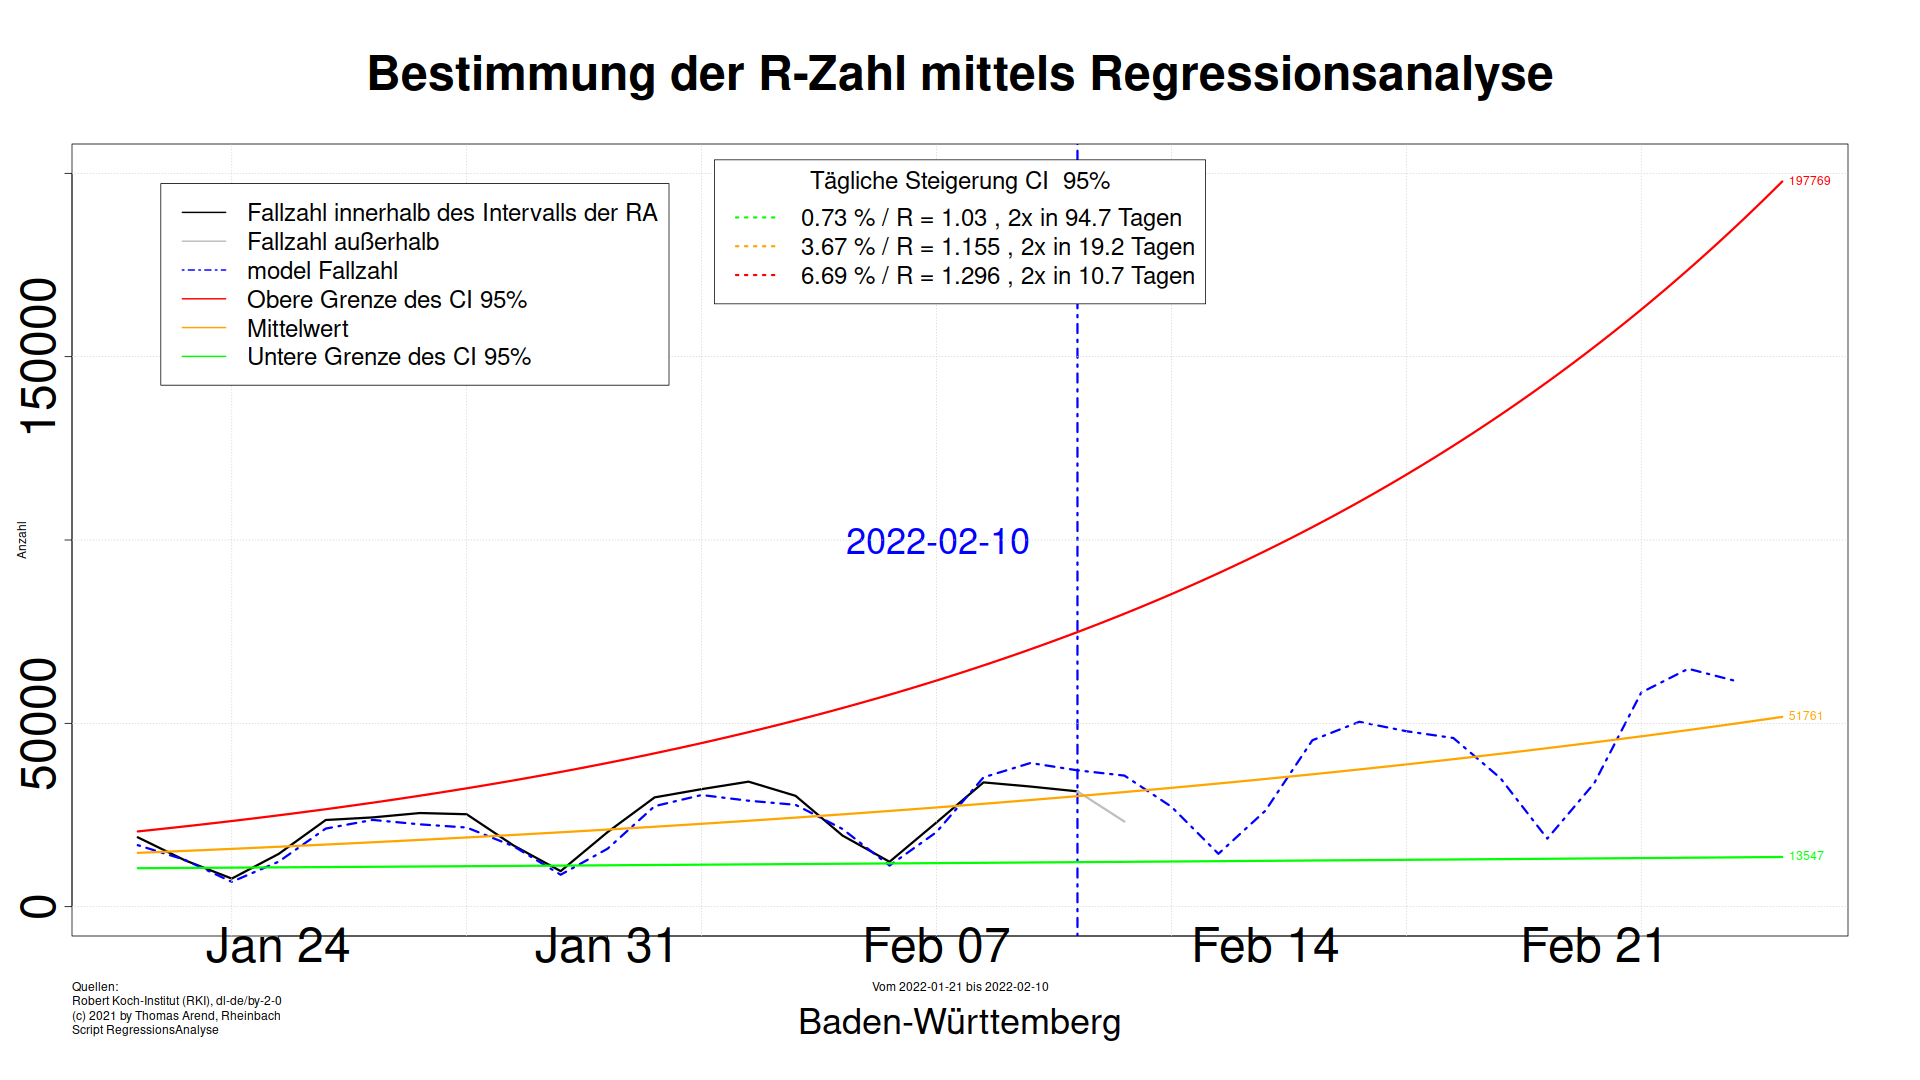 Bestimmung der R-Zahl mittels Regressionsanalyse
Fallzahl innerhalb des Intervalls der RA
Fallzahl außerhalb
model Fallzahl
Obere Grenze des CI 95%
Mittelwert
Untere Grenze des CI 95%
Tägliche Steigerung CI  95%
0.73 % / R = 1.03 , 2x in 94.7 Tagen
3.67 % / R = 1.155 , 2x in 19.2 Tagen
6.69 % / R = 1.296 , 2x in 10.7 Tagen
197769
51761
13547
2022-02-10
150000
50000
0
Anzahl
Jan 24
Jan 31
Feb 07
Feb 14
Feb 21
Vom 2022-01-21 bis 2022-02-10
Baden-Württemberg
Quellen:
Robert Koch-Institut (RKI), dl-de/by-2-0
(c) 2021 by Thomas Arend, Rheinbach
Script RegressionsAnalyse